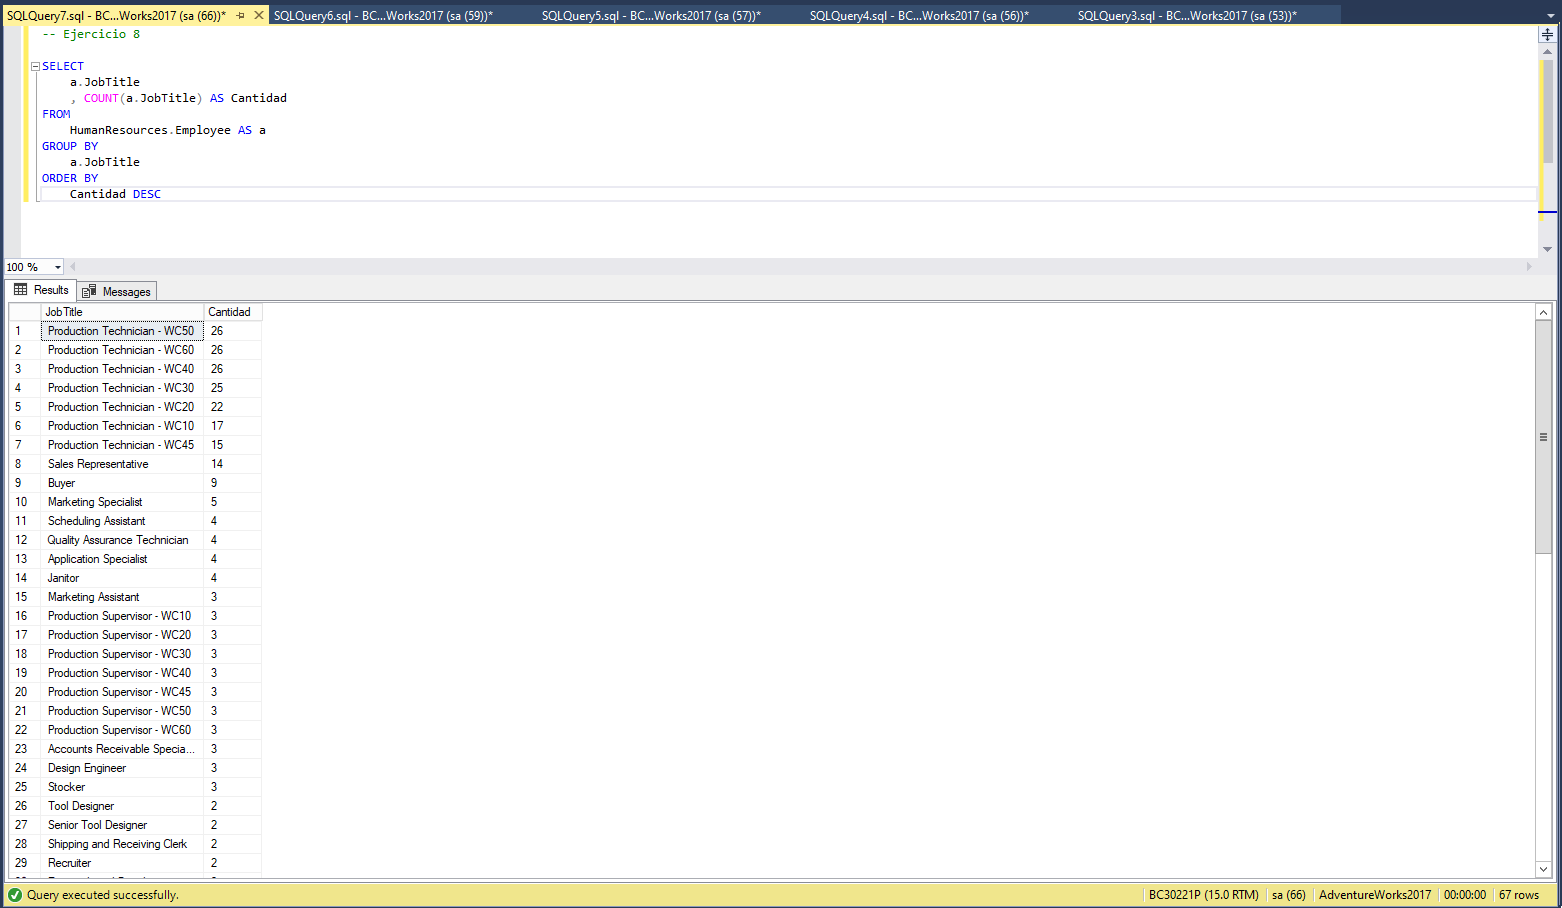 SQLQuery7.sql - BC...Works2017 (sa (66))* SQLQuery6.sql - BC...Works2017 (sa (59))* SQLQuery5.sql - BC...Works2017 (sa (57))* SQLQuery4.sql - BC...Works2017 (sa (56))* SQLQuery3.sql - BC...Works2017 (sa (53))*
-- Ejercicio 8
SELECT
a.JobTitle
, COUNT(a.JobTitle) AS Cantidad
FROM
HumanResources.Employee AS a
GROUP BY
a.JobTitle
ORDER BY
Cantidad DESC
100 %
Results Messages
JobTitle Cantidad
1 Production Technician - WC50 26
2 Production Technician - WC60 26
3 Production Technician - WC40 26
4 Production Technician - WC30 25
5 Production Technician - WC20 22
6 Production Technician - WC10 17
7 Production Technician - WC45 15
8 Sales Representative 14
9 Buyer 9
10 Marketing Specialist 5
11 Scheduling Assistant 4
12 Quality Assurance Technician 4
13 Application Specialist 4
14 Janitor 4
15 Marketing Assistant 3
16 Production Supervisor - WC10 3
17 Production Supervisor - WC20 3
18 Production Supervisor - WC30 3
19 Production Supervisor - WC40 3
20 Production Supervisor - WC45 3
21 Production Supervisor - WC50 3
22 Production Supervisor - WC60 3
23 Accounts Receivable Specia... 3
24 Design Engineer 3
25 Stocker 3
26 Tool Designer 2
27 Senior Tool Designer 2
28 Shipping and Receiving Clerk 2
29 Recruiter 2
Query executed successfully. BC30221P (15.0 RTM) sa (66) AdventureWorks2017 00:00:00 67 rows